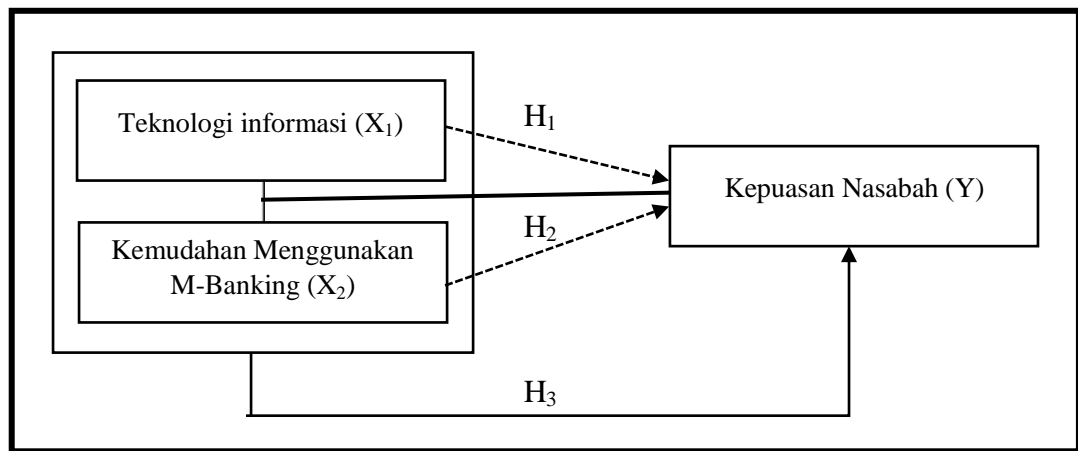 Teknologi informasi (X₁)
H₁
Kepuasan Nasabah (Y)
Kemudahan Menggunakan
M-Banking (X₂)
H₂
H₃